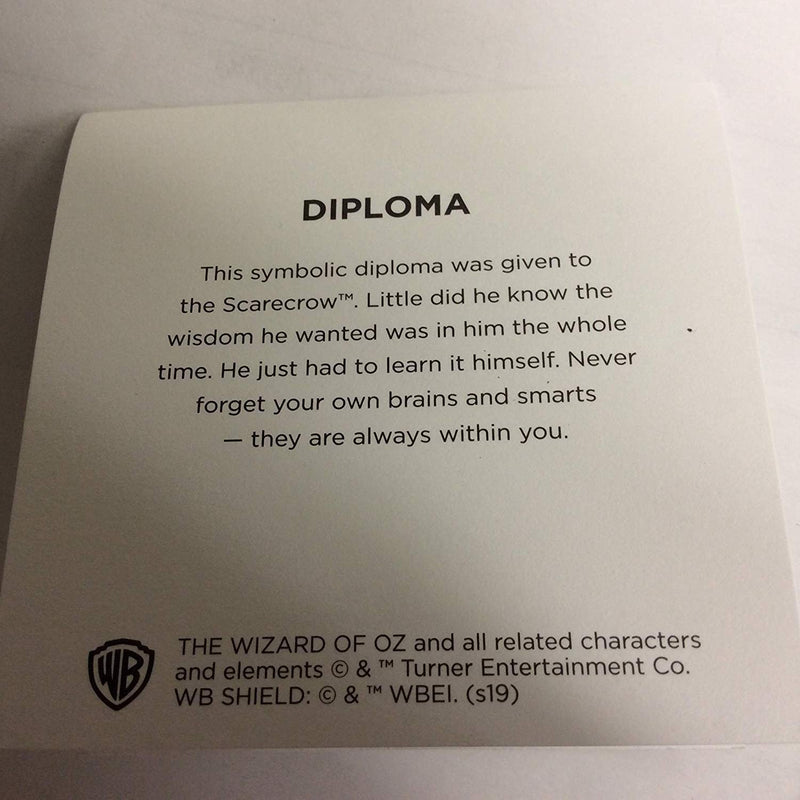 DIPLOMA
This symbolic diploma was given to
the Scarecrow™. Little did he know the
wisdom he wanted was in him the whole
time. He just had to learn it himself. Never
forget your own brains and smarts
— they are always within you.
WB
THE WIZARD OF OZ and all related characters
and elements © & ™ Turner Entertainment Co.
WB SHIELD: © & ™ WBEI. (s19)